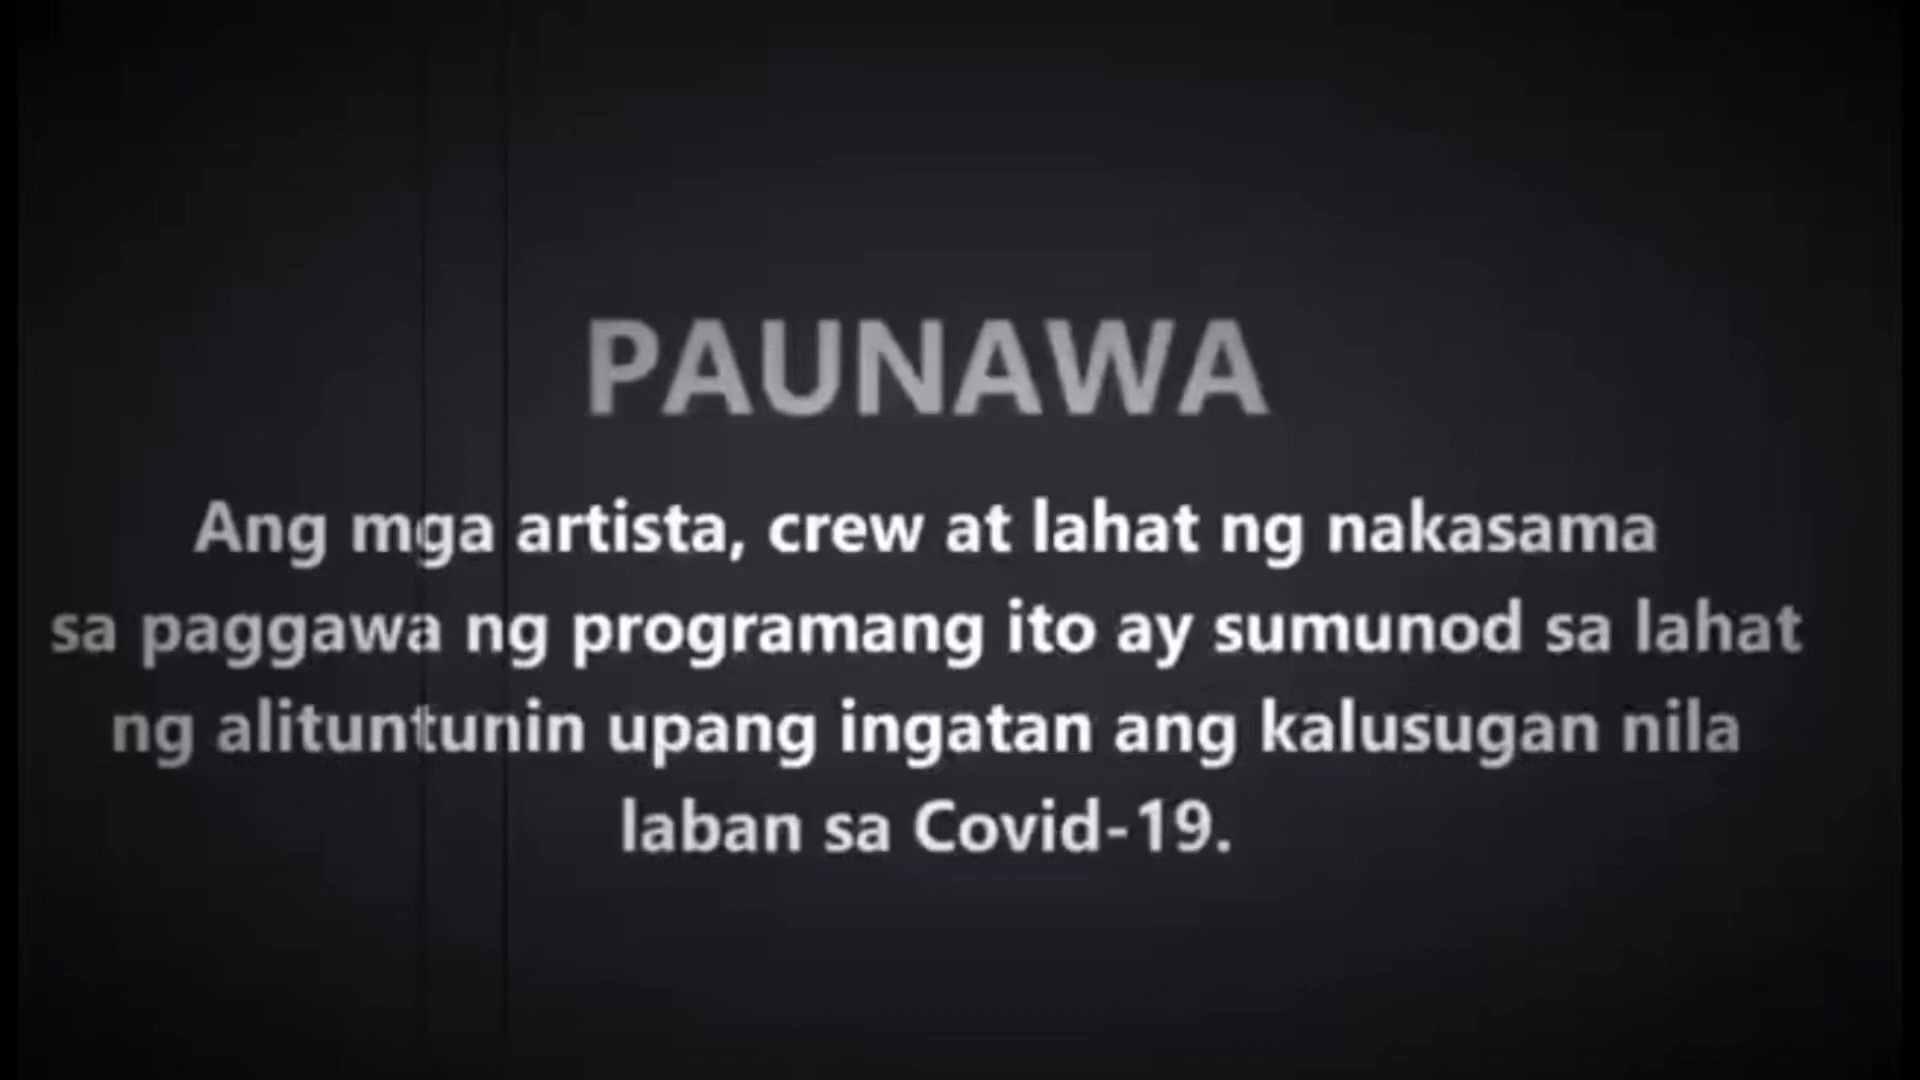 PAUNAWA
Ang mga artista, crew at lahat ng nakasama
sa paggawa ng programang ito ay sumunod sa lahat
ng alituntunin upang ingatan ang kalusugan nila
laban sa Covid-19.